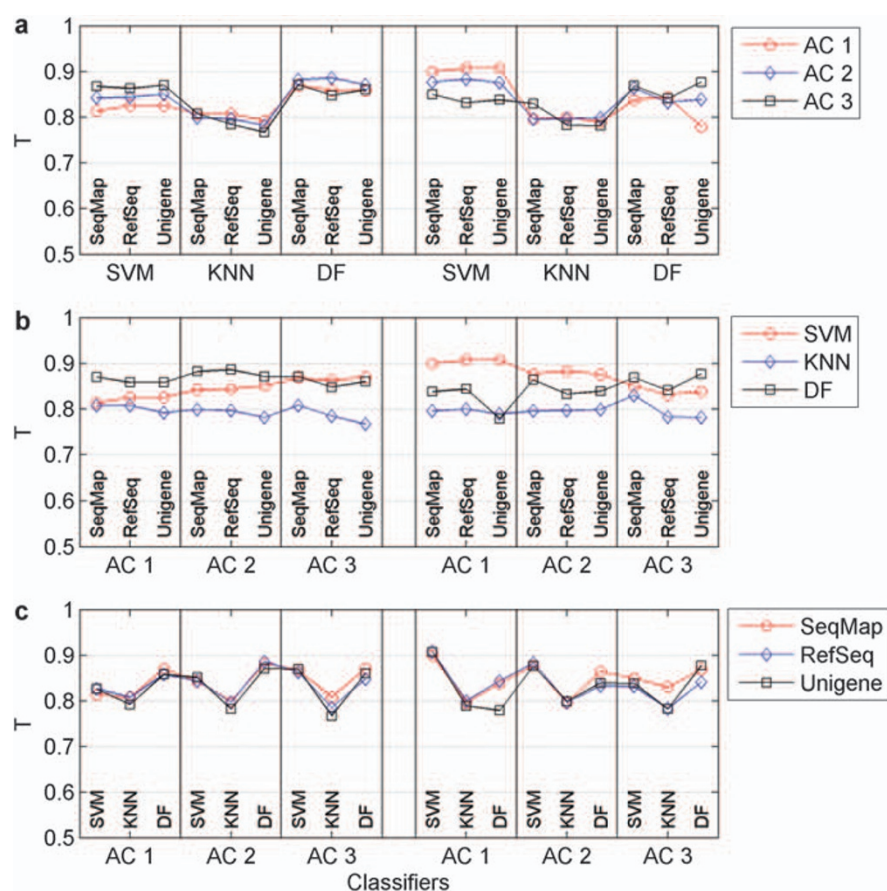 a
1
0.9
0.8
0.7
0.6
0.5
T
SeqMap RefSeq Unigene SeqMap RefSeq Unigene SeqMap RefSeq Unigene SeqMap RefSeq Unigene SeqMap RefSeq Unigene SeqMap RefSeq Unigene
SVM KNN DF SVM KNN DF
AC 1
AC 2
AC 3
b
1
0.9
0.8
0.7
0.6
0.5
T
SeqMap RefSeq Unigene SeqMap RefSeq Unigene SeqMap RefSeq Unigene SeqMap RefSeq Unigene SeqMap RefSeq Unigene SeqMap RefSeq Unigene
AC 1 AC 2 AC 3 AC 1 AC 2 AC 3
SVM
KNN
DF
c
1
0.9
0.8
0.7
0.6
0.5
T
SVM KNN DF SVM KNN DF SVM KNN DF SVM KNN DF SVM KNN DF SVM KNN DF
AC 1 AC 2 AC 3 AC 1 AC 2 AC 3
Classifiers
SeqMap
RefSeq
Unigene